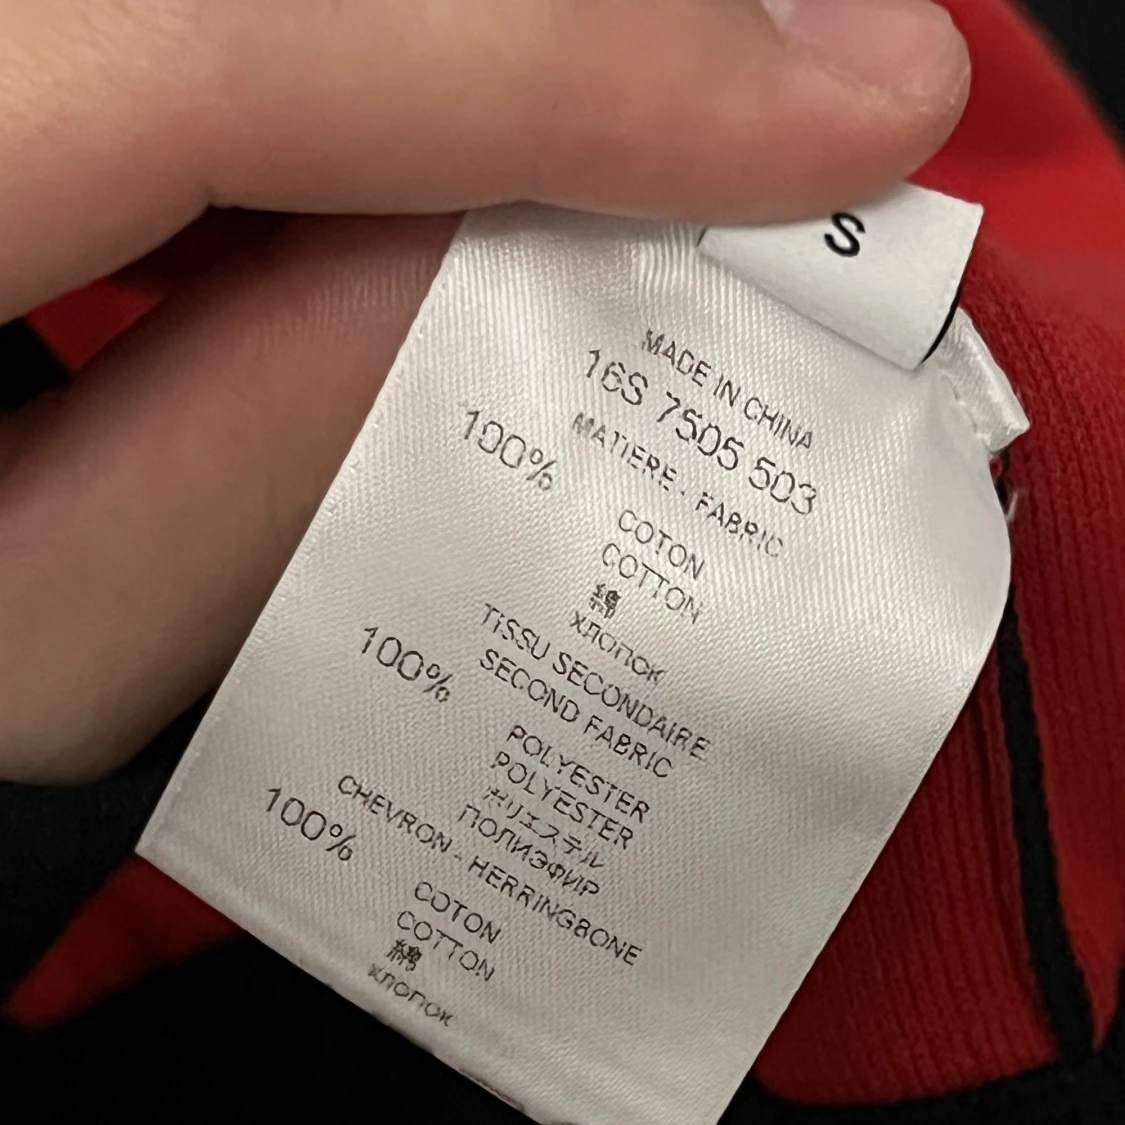 S
MADE IN CHINA
16S 7505 503
MATIERE - FABRIC
100%
COTON
COTTON
綿
ХЛОПОК
TISSU SECONDAIRE
SECOND FABRIC
100%
POLYESTER
POLYESTER
ポリエステル
ПОЛИЭФИР
CHEVRON - HERRINGBONE
100%
COTON
COTTON
綿
ХЛОПОК